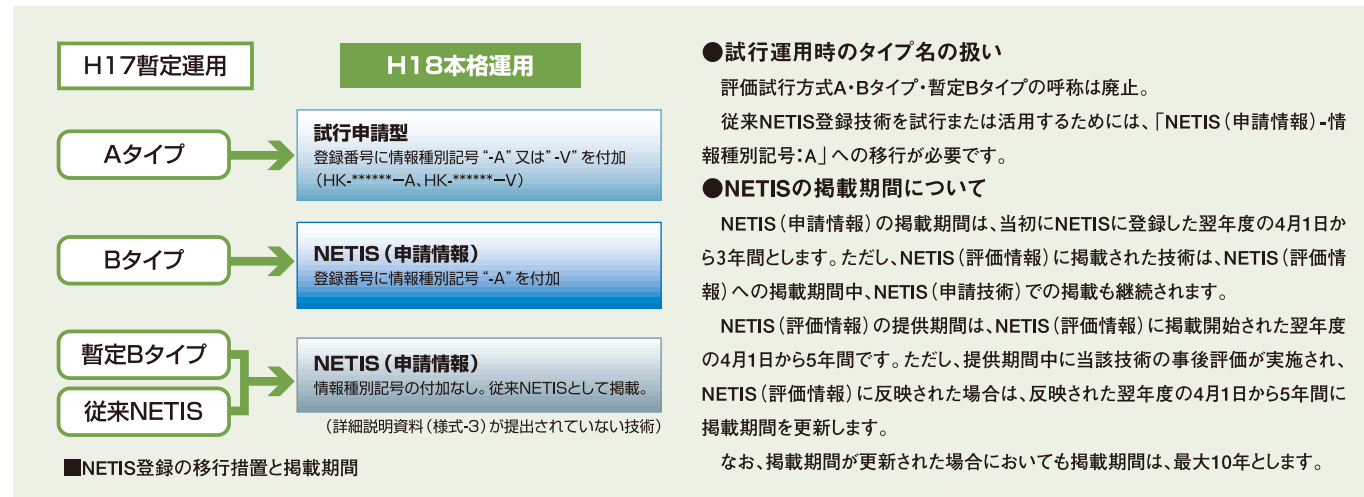 H17暫定運用
H18本格運用
Aタイプ
試行申請型
登録番号に情報種別記号“-A”又は”-V”を付加
（HK-******ーA、HK-******ーV）
Bタイプ
NETIS（申請情報）
登録番号に情報種別記号“-A”を付加
暫定Bタイプ
従来NETIS
NETIS（申請情報）
情報種別記号の付加なし。従来NETISとして掲載。
（詳細説明資料（様式-3）が提出されていない技術）
■NETIS登録の移行措置と掲載期間
●試行運用時のタイプ名の扱い
評価試行方式A・Bタイプ・暫定Bタイプの呼称は廃止。
従来NETIS登録技術を試行または活用するためには、「NETIS（申請情報）-情
報種別記号：A」への移行が必要です。
●NETISの掲載期間について
NETIS（申請情報）の掲載期間は、当初にNETISに登録した翌年度の4月1日か
ら3年間とします。ただし、NETIS（評価情報）に掲載された技術は、NETIS（評価情
報）への掲載期間中、NETIS（申請技術）での掲載も継続されます。
NETIS（評価情報）の提供期間は、NETIS（評価情報）に掲載開始された翌年度
の4月1日から5年間です。ただし、提供期間中に当該技術の事後評価が実施され、
NETIS（評価情報）に反映された場合は、反映された翌年度の4月1日から5年間に
掲載期間を更新します。
なお、掲載期間が更新された場合においても掲載期間は、最大10年とします。